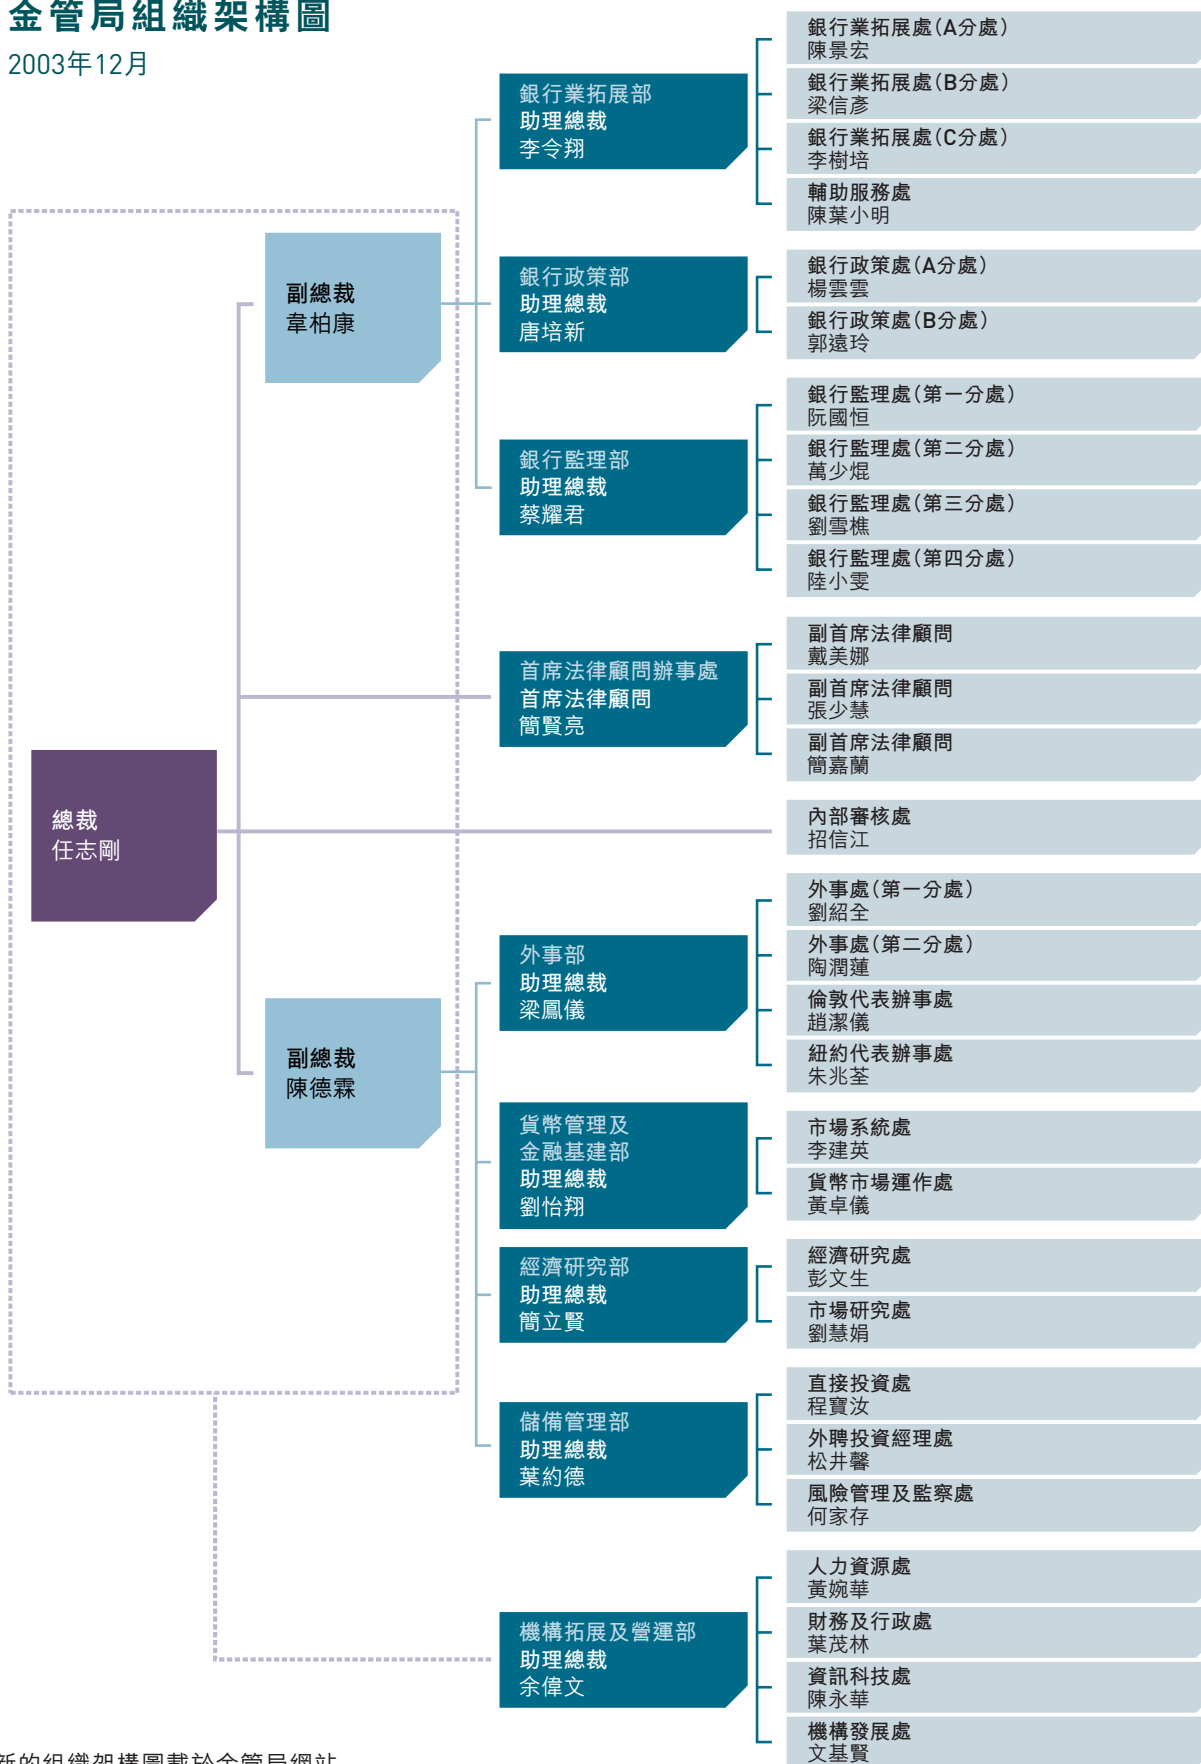 金管局組織架構圖
2003年12月
總裁
任志剛
副總裁
韋柏康
銀行業拓展部
助理總裁
李令翔
銀行業拓展處(A分處)
陳景宏
銀行業拓展處(B分處)
梁信彥
銀行業拓展處(C分處)
李樹培
輔助服務處
陳葉小明
銀行政策部
助理總裁
唐培新
銀行政策處(A分處)
楊雲雲
銀行政策處(B分處)
郭遠玲
銀行監理部
助理總裁
蔡耀君
銀行監理處(第一分處)
阮國恒
銀行監理處(第二分處)
萬少焜
銀行監理處(第三分處)
劉雪樵
銀行監理處(第四分處)
陸小雯
首席法律顧問辦事處
首席法律顧問
簡賢亮
副首席法律顧問
戴美娜
副首席法律顧問
張少慧
副首席法律顧問
簡嘉蘭
內部審核處
招信江
副總裁
陳德霖
外事部
助理總裁
梁鳳儀
外事處(第一分處)
劉紹全
外事處(第二分處)
陶潤蓮
倫敦代表辦事處
趙潔儀
紐約代表辦事處
朱兆荃
貨幣管理及
金融基建部
助理總裁
劉怡翔
市場系統處
李建英
貨幣市場運作處
黃卓儀
經濟研究部
助理總裁
簡立賢
經濟研究處
彭文生
市場研究處
劉慧娟
儲備管理部
助理總裁
葉約德
直接投資處
程寶汝
外聘投資經理處
松井馨
風險管理及監察處
何家存
機構拓展及營運部
助理總裁
余偉文
人力資源處
黃婉華
財務及行政處
葉茂林
資訊科技處
陳永華
機構發展處
文基賢
新的組織架構圖載於金管局網站